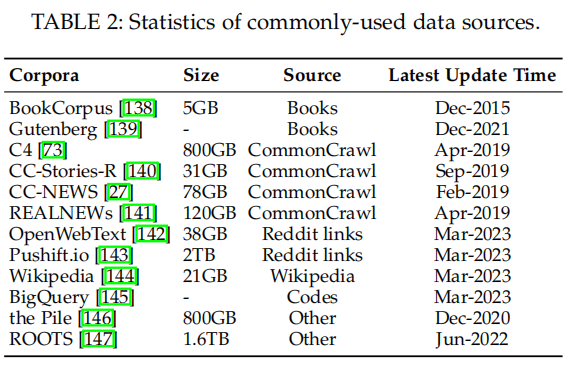 TABLE 2: Statistics of commonly-used data sources.
Corpora Size Source Latest Update Time
BookCorpus [138] 5GB Books Dec-2015
Gutenberg [139] - Books Dec-2021
C4 [73] 800GB CommonCrawl Apr-2019
CC-Stories-R [140] 31GB CommonCrawl Sep-2019
CC-NEWS [27] 78GB CommonCrawl Feb-2019
REALNEWs [141] 120GB CommonCrawl Apr-2019
OpenWebText [142] 38GB Reddit links Mar-2023
Pushift.io [143] 2TB Reddit links Mar-2023
Wikipedia [144] 21GB Wikipedia Mar-2023
BigQuery [145] - Codes Mar-2023
the Pile [146] 800GB Other Dec-2020
ROOTS [147] 1.6TB Other Jun-2022